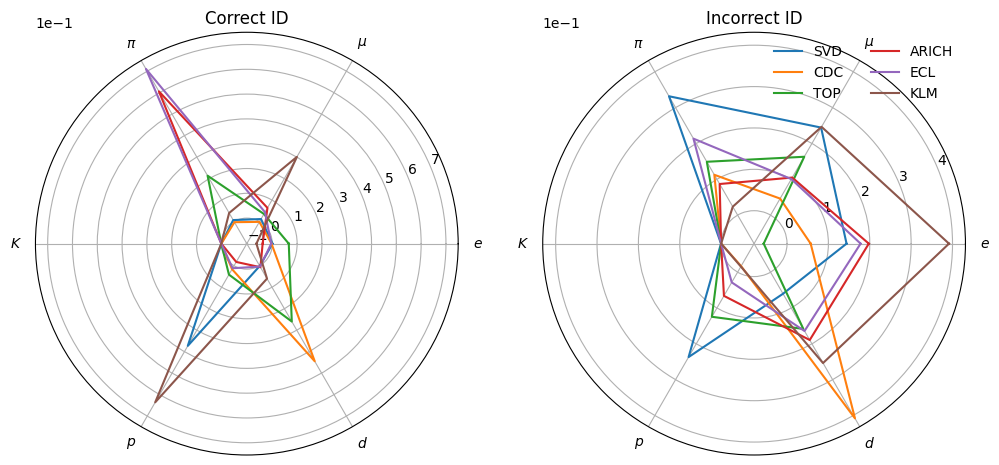 Correct ID
1e−1
π
μ
K
e
p
d
−1
0
1
2
3
4
5
6
7
Incorrect ID
1e−1
π
μ
K
e
p
d
0
1
2
3
4
SVD
CDC
TOP
ARICH
ECL
KLM